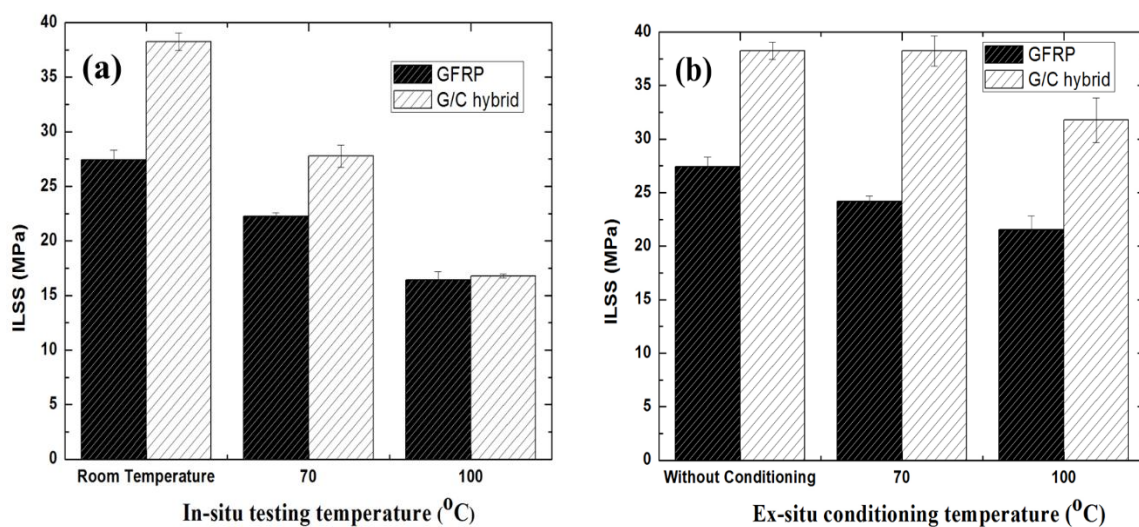 (a)
GFRP
G/C hybrid
ILSS (MPa)
40
35
30
25
20
15
10
5
0
Room Temperature 70 100
In-situ testing temperature (⁰C)
(b)
GFRP
G/C hybrid
ILSS (MPa)
40
35
30
25
20
15
10
5
0
Without Conditioning 70 100
Ex-situ conditioning temperature (⁰C)